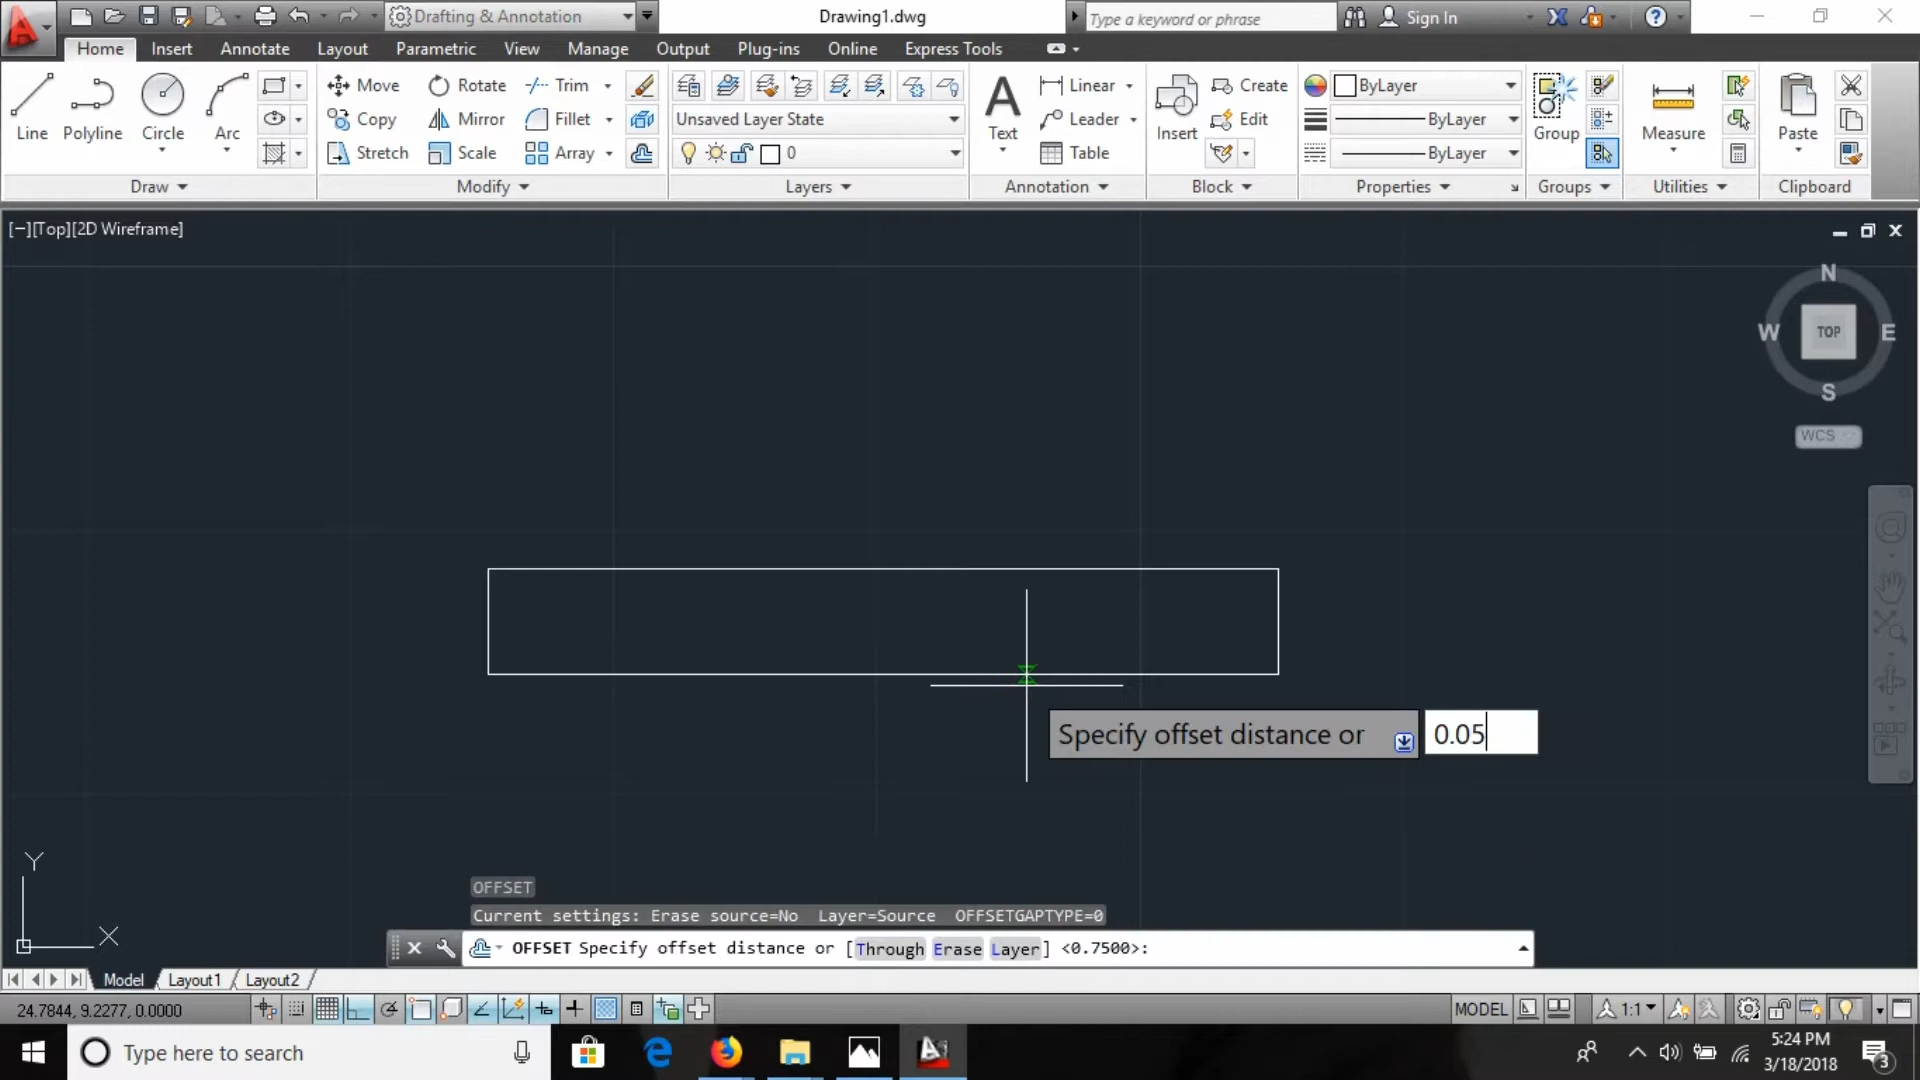 Drafting & Annotation
Drawing1.dwg
Type a keyword or phrase
Sign In
Home Insert Annotate Layout Parametric View Manage Output Plug-ins Online Express Tools
Line
Polyline
Circle
Arc
Draw
Move
Rotate
Trim
Copy
Mirror
Fillet
Stretch
Scale
Array
Modify
Unsaved Layer State
0
Layers
Text
Linear
Leader
Table
Annotation
Insert
Create
Edit
Block
ByLayer
ByLayer
ByLayer
Properties
Group
Groups
Measure
Utilities
Paste
Clipboard
[−][Top][2D Wireframe]
N
W
TOP
E
S
WCS
Specify offset distance or 0.05
Y
X
OFFSET
Current settings: Erase source=No Layer=Source OFFSETGAPTYPE=0
OFFSET Specify offset distance or [Through Erase Layer] <0.7500>:
Model Layout1 Layout2
24.7844, 9.2277, 0.0000
MODEL
1:1
Type here to search
5:24 PM
3/18/2018
3